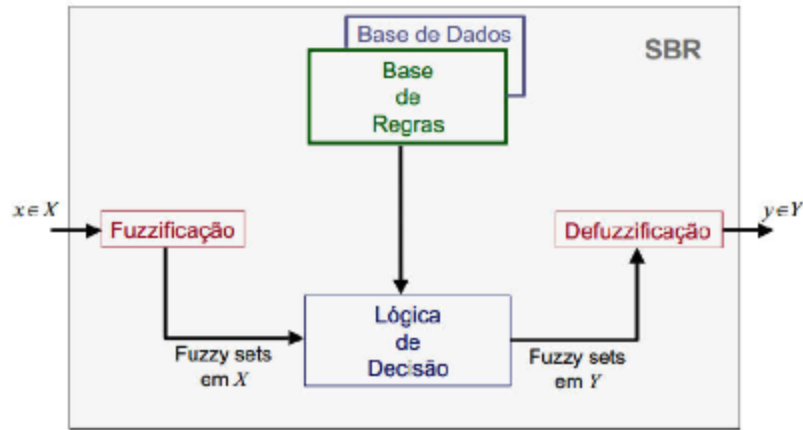 Base de Dados
SBR
Base
de
Regras
x ∈ X
Fuzzificação
y ∈ Y
Defuzzificação
Lógica
de
Decisão
Fuzzy sets
em X
Fuzzy sets
em Y